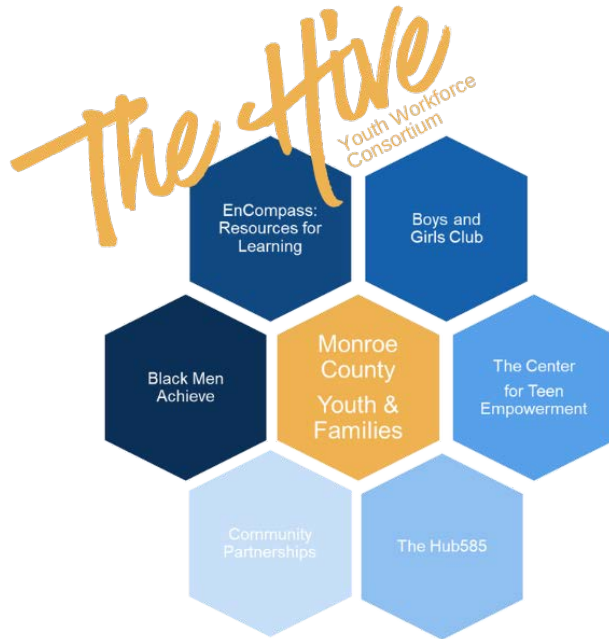 The Hive
Youth Workforce
Consortium
EnCompass:
Resources for
Learning
Boys and
Girls Club
Black Men
Achieve
Monroe
County
Youth &
Families
The Center
for Teen
Empowerment
Community
Partnerships
The Hub585